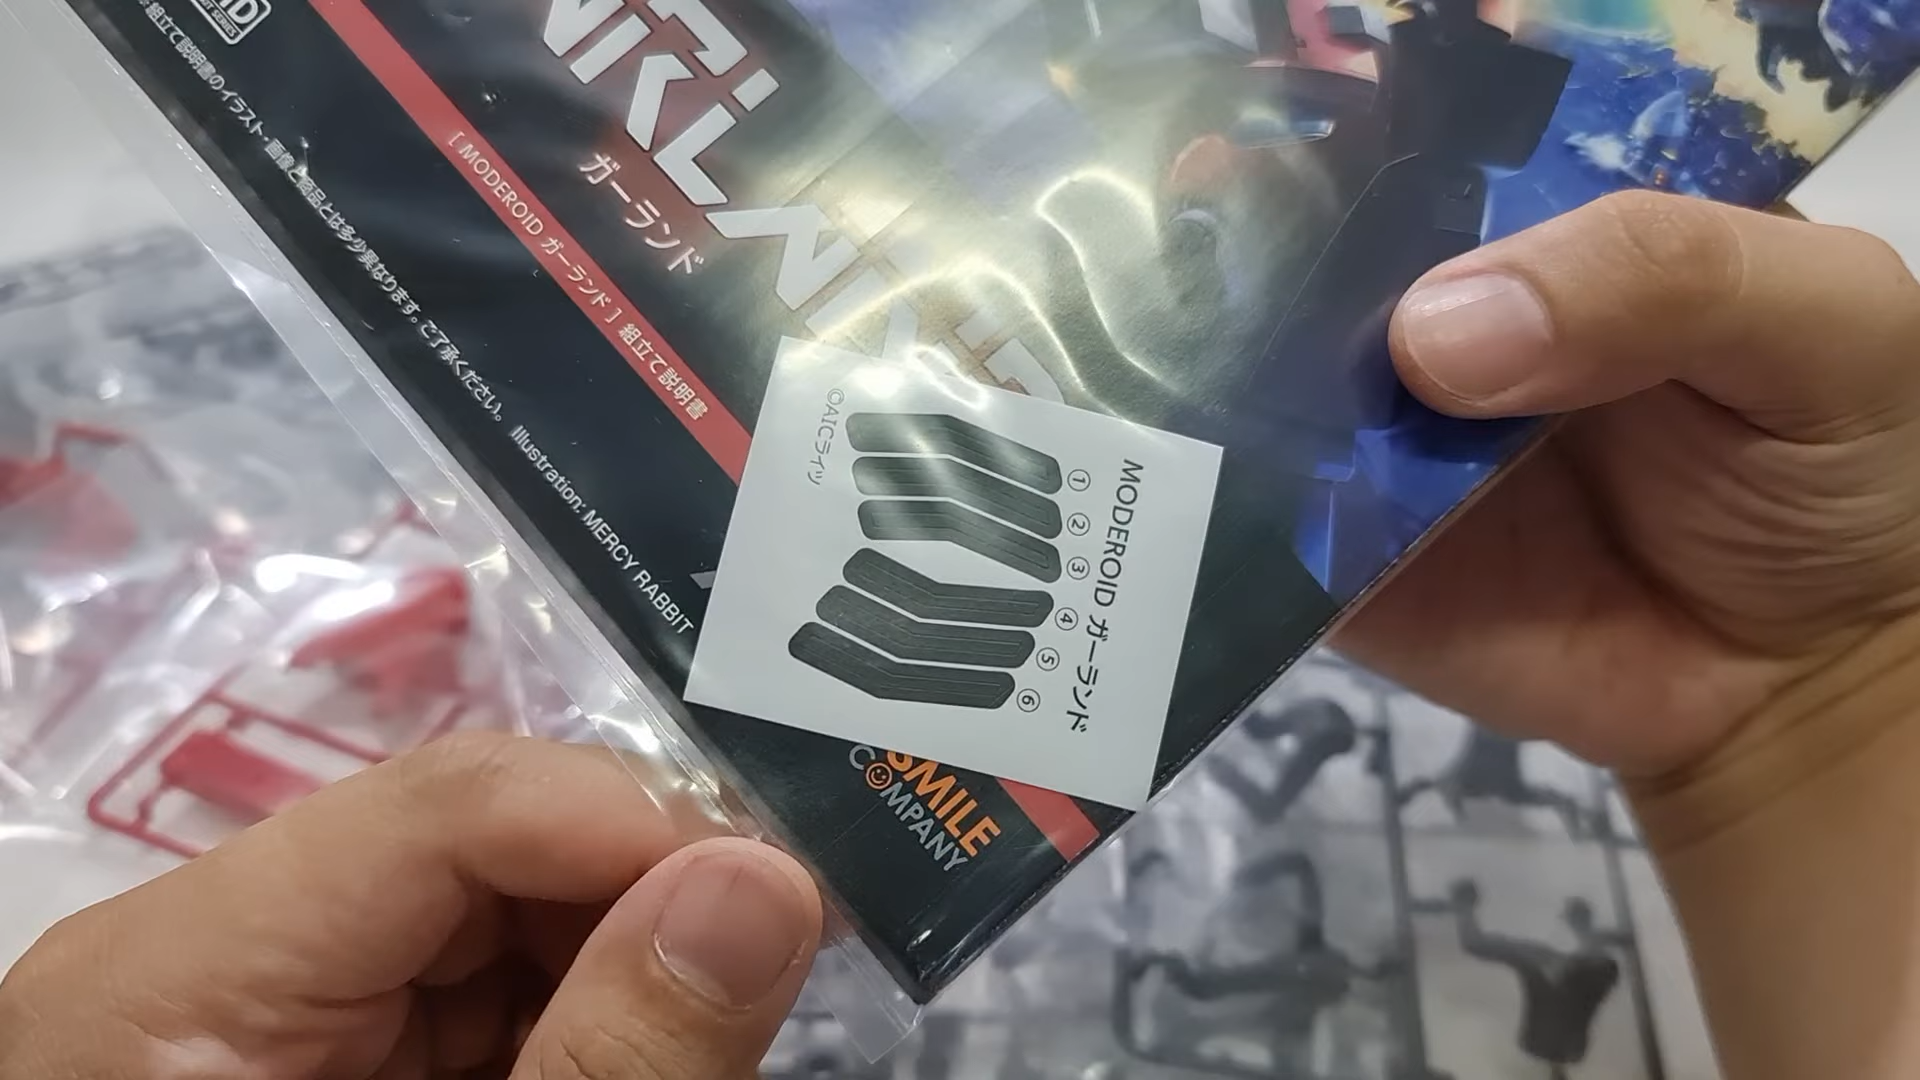 ガーランド
[ MODEROID ガーランド ] 組立て説明書
組立て説明書のイラスト・画像と商品とは多少異なります。ご了承ください。 Illustration: MERCY RABBIT
MODEROID ガーランド
①
②
③
④
⑤
⑥
©AICライツ
SMILE
COMPANY